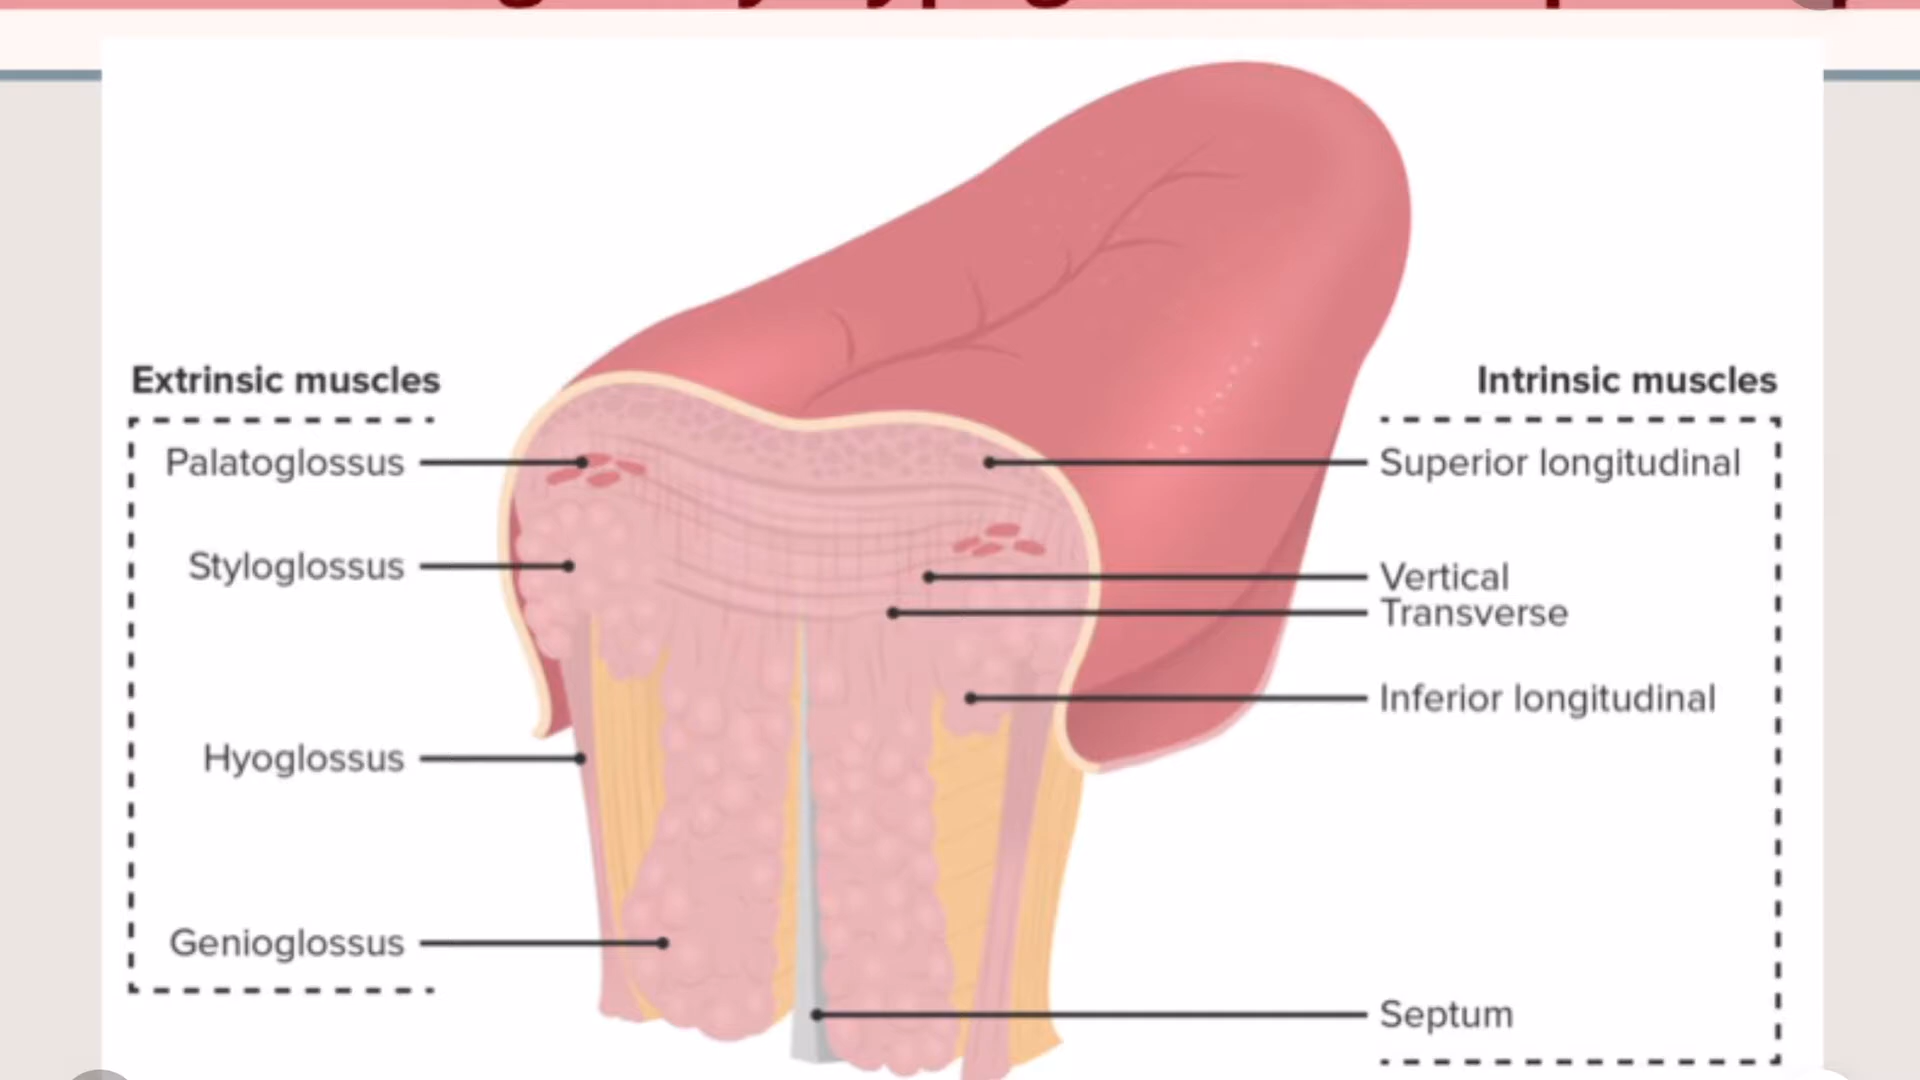 Extrinsic muscles
Palatoglossus
Styloglossus
Hyoglossus
Genioglossus
Intrinsic muscles
Superior longitudinal
Vertical
Transverse
Inferior longitudinal
Septum